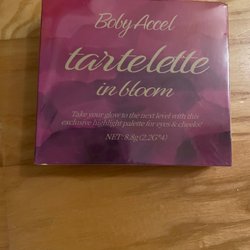 Boby Accel
tartelette
in bloom
Take your glow to the next level with this
exclusive highlight palette for eyes & cheeks!
NET: 8.8g (2.2G*4)